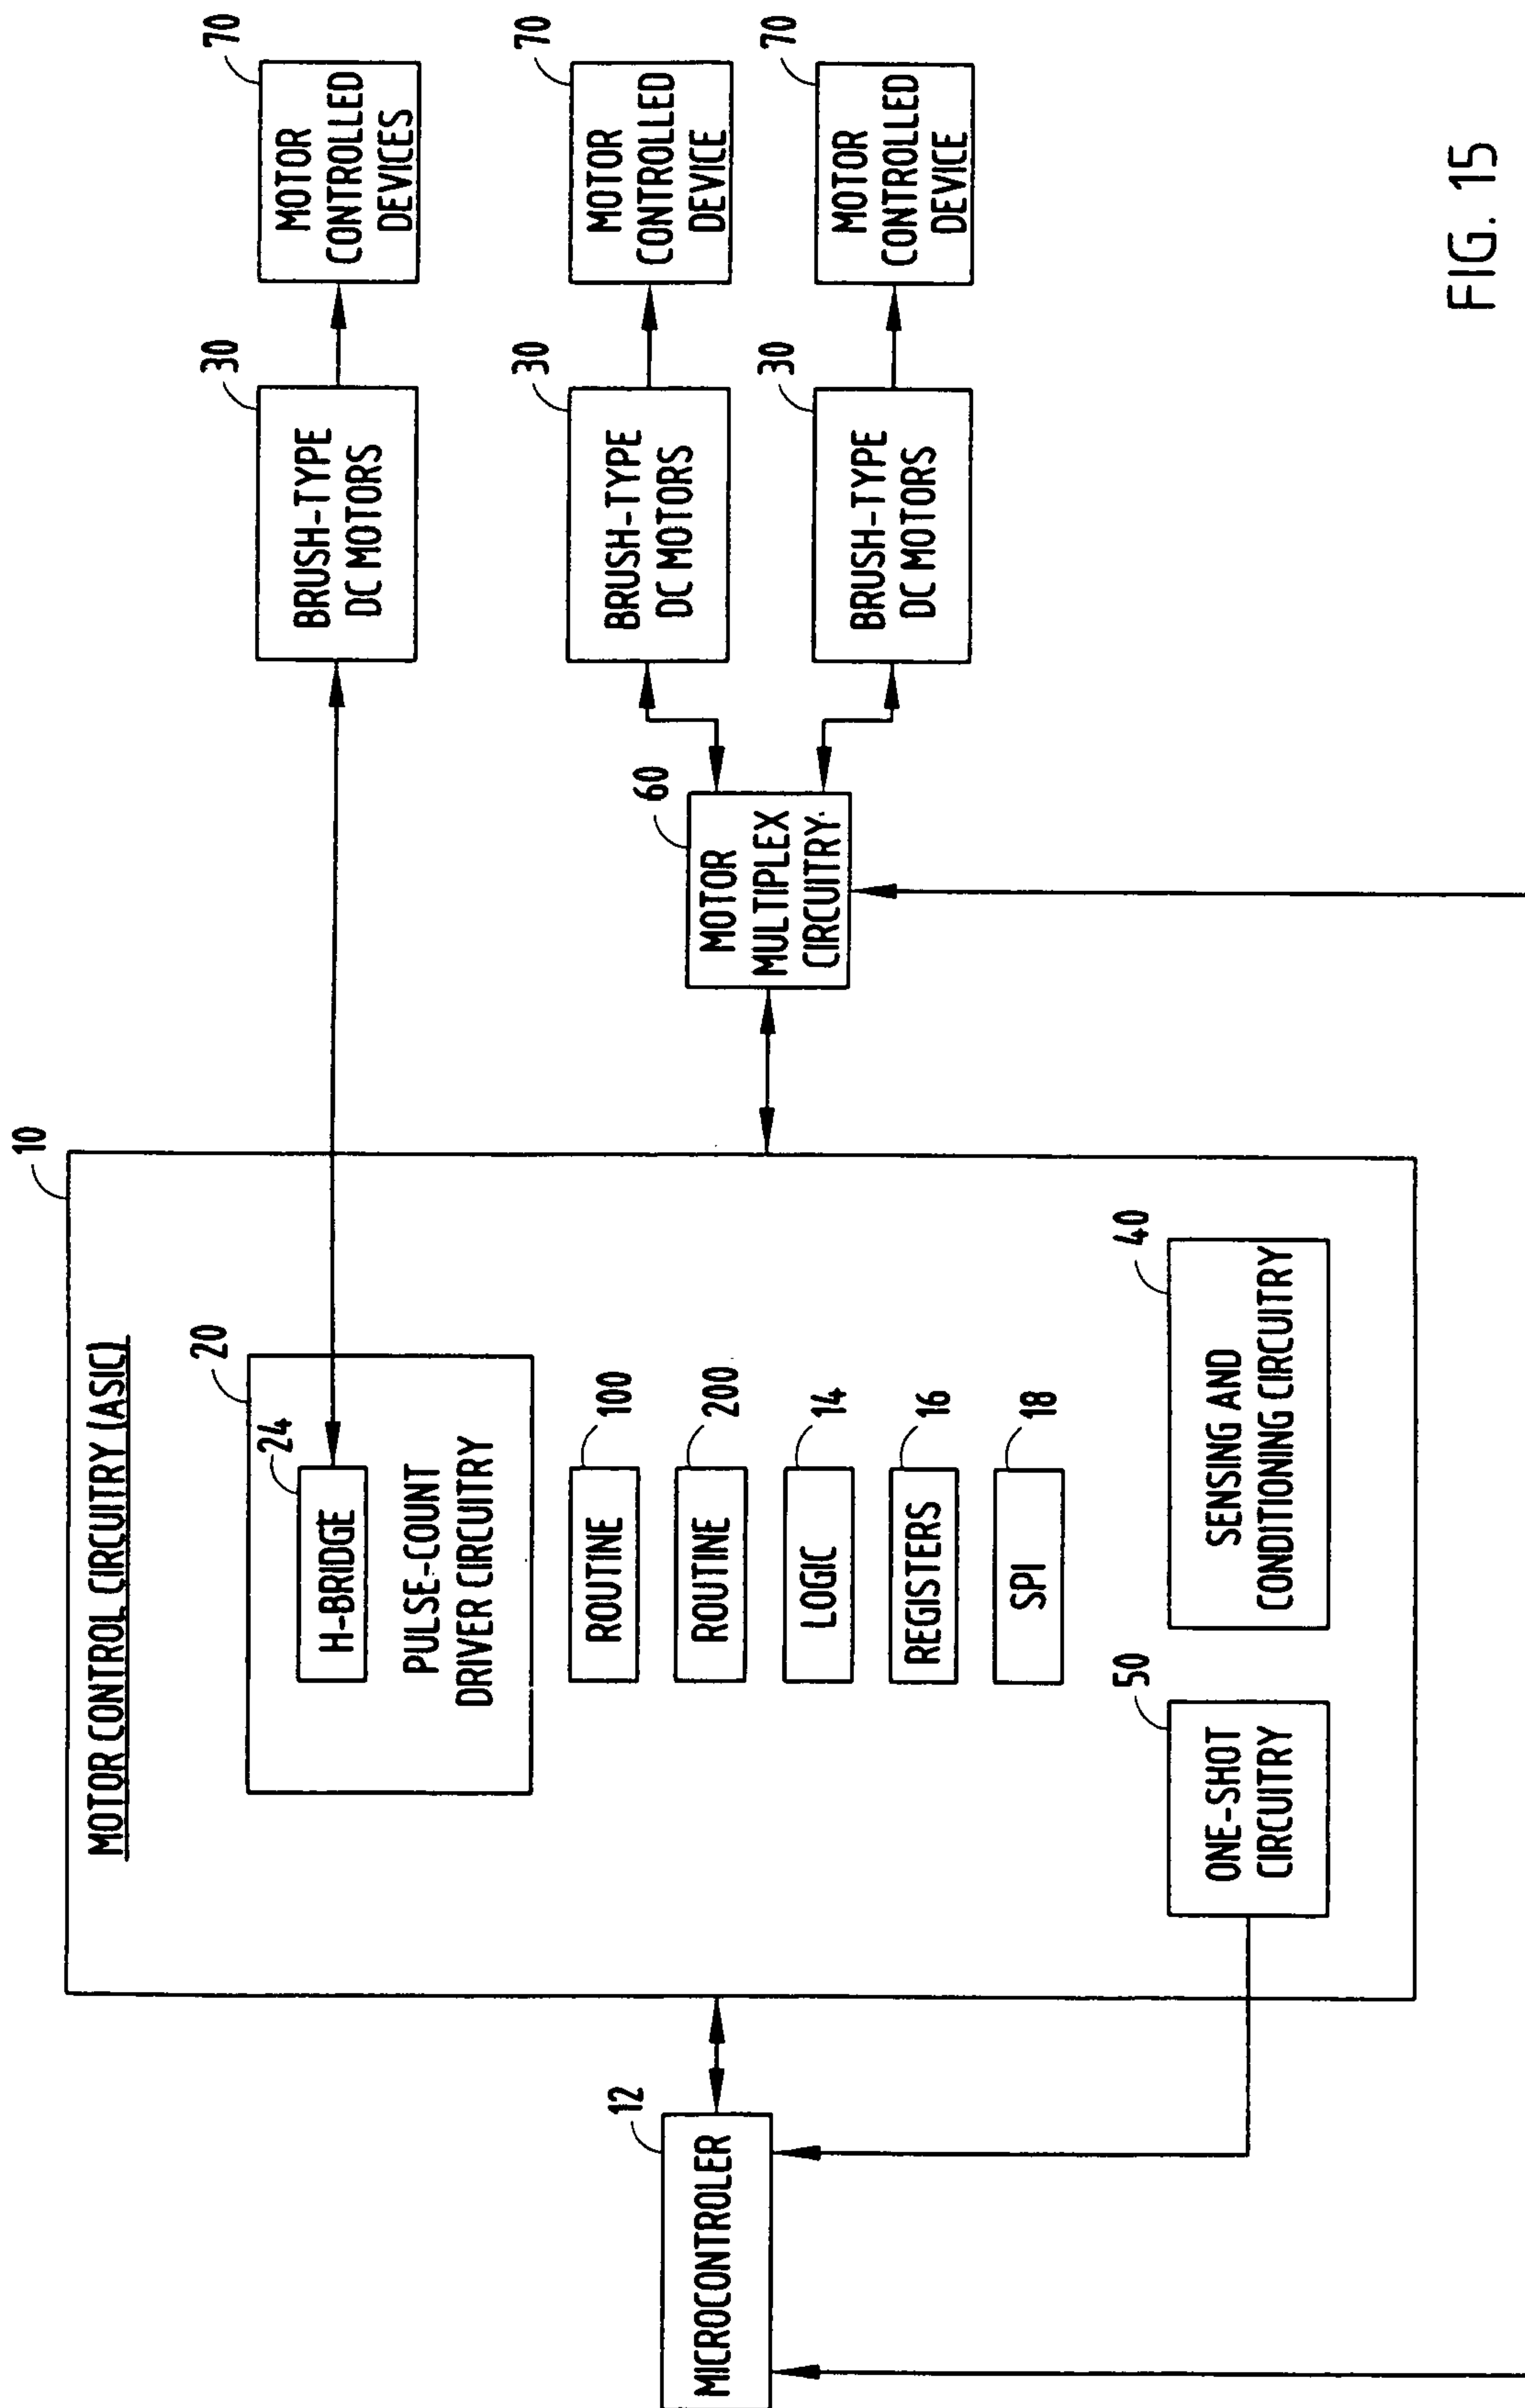 10
MOTOR CONTROL CIRCUITRY (ASIC)
20
24
H-BRIDGE
PULSE-COUNT
DRIVER CIRCUITRY
100
ROUTINE
200
ROUTINE
14
LOGIC
16
REGISTERS
18
SPI
50
ONE-SHOT
CIRCUITRY
40
SENSING AND
CONDITIONING CIRCUITRY
12
MICROCONTROLER
60
MOTOR
MULTIPLEX
CIRCUITRY
30
BRUSH-TYPE
DC MOTORS
70
MOTOR
CONTROLLED
DEVICES
30
BRUSH-TYPE
DC MOTORS
70
MOTOR
CONTROLLED
DEVICE
30
BRUSH-TYPE
DC MOTORS
70
MOTOR
CONTROLLED
DEVICE
FIG. 15